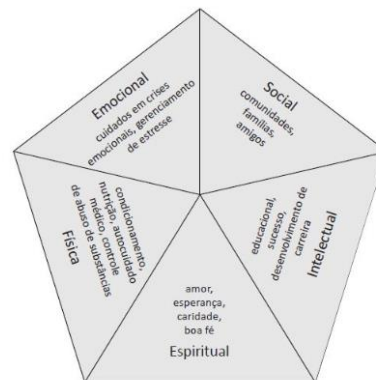 Emocional
cuidados em crises
emocionais, gerenciamento
de estresse
Social
comunidades,
famílias,
amigos
Física
condicionamento,
nutrição, autocuidado
médico, controle
de abuso de substâncias
educacional,
sucesso,
desenvolvimento de
carreira
Intelectual
amor,
esperança,
caridade,
boa fé
Espiritual